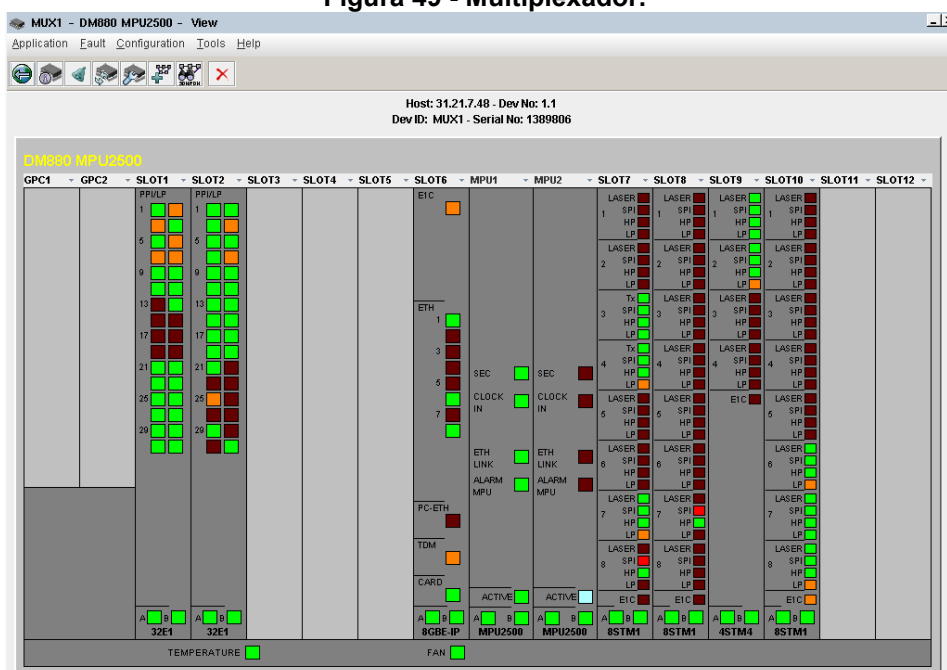 Figura 49 - Multiplexador.
MUX1 - DM880 MPU2500 - View
Application Fault Configuration Tools Help
Host: 31.21.7.48 - Dev No: 1.1
Dev ID: MUX1 - Serial No: 1389806
DM880 MPU2500
GPC1 GPC2 SLOT1 SLOT2 SLOT3 SLOT4 SLOT5 SLOT6 MPU1 MPU2 SLOT7 SLOT8 SLOT9 SLOT10 SLOT11 SLOT12
PPI/LP
1
5
9
13
17
21
25
29
A B
32E1
PPI/LP
1
5
9
13
17
21
25
29
A B
32E1
E1C
ETH
1
3
5
7
PC-ETH
TDM
CARD
A B
8GBE-IP
SEC
CLOCK
IN
ETH
LINK
ALARM
MPU
ACTIVE
A B
MPU2500
SEC
CLOCK
IN
ETH
LINK
ALARM
MPU
ACTIVE
A B
MPU2500
LASER
1 SPI
HP
LP
LASER
2 SPI
HP
LP
Tx
3 SPI
HP
LP
Tx
4 SPI
HP
LP
LASER
5 SPI
HP
LP
LASER
6 SPI
HP
LP
LASER
7 SPI
HP
LP
LASER
8 SPI
HP
LP
E1C
A B
8STM1
LASER
1 SPI
HP
LP
LASER
2 SPI
HP
LP
LASER
3 SPI
HP
LP
LASER
4 SPI
HP
LP
LASER
5 SPI
HP
LP
LASER
6 SPI
HP
LP
LASER
7 SPI
HP
LP
LASER
8 SPI
HP
LP
E1C
A B
8STM1
LASER
1 SPI
HP
LP
LASER
2 SPI
HP
LP
LASER
3 SPI
HP
LP
LASER
4 SPI
HP
LP
E1C
A B
4STM4
LASER
1 SPI
HP
LP
LASER
2 SPI
HP
LP
LASER
3 SPI
HP
LP
LASER
4 SPI
HP
LP
LASER
5 SPI
HP
LP
LASER
6 SPI
HP
LP
LASER
7 SPI
HP
LP
LASER
8 SPI
HP
LP
E1C
A B
8STM1
TEMPERATURE FAN